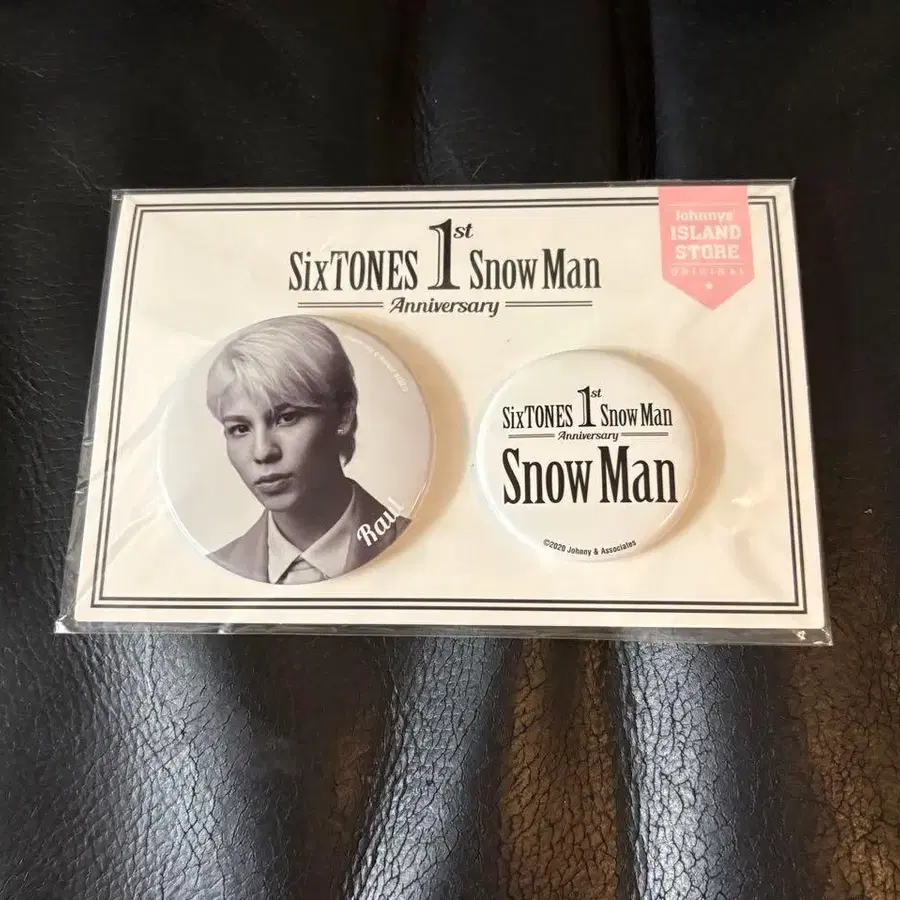 1st
SixTONES Snow Man
Anniversary
Johnnys'
ISLAND
STORE
ORIGINAL
Raul
1st
SixTONES Snow Man
Anniversary
Snow Man
©2020 Johnny & Associates